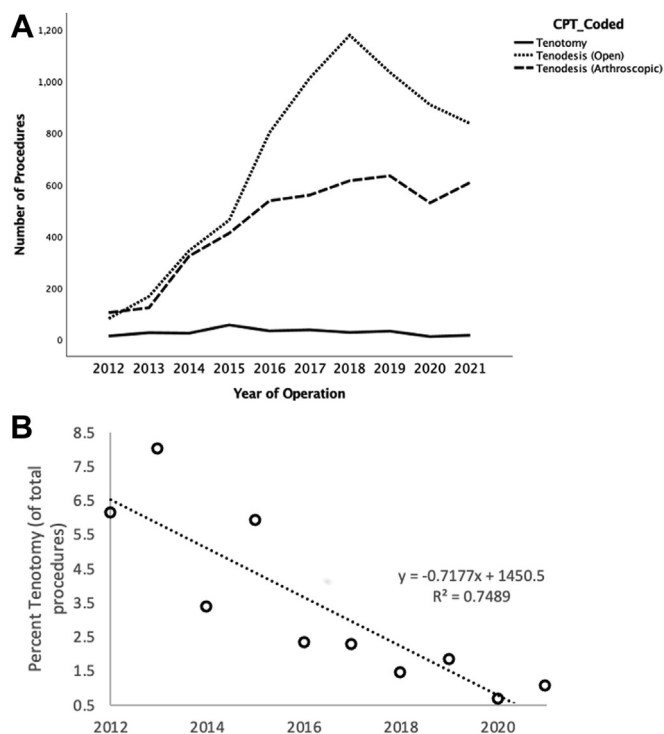 A
CPT_Coded
Tenotomy
Tenodesis (Open)
Tenodesis (Arthroscopic)
Number of Procedures
1,200
1,000
800
600
400
200
0
2012 2013 2014 2015 2016 2017 2018 2019 2020 2021
Year of Operation
B
Percent Tenotomy (of total
procedures)
8.5
7.5
6.5
5.5
4.5
3.5
2.5
1.5
0.5
y = -0.7177x + 1450.5
R² = 0.7489
2012 2014 2016 2018 2020